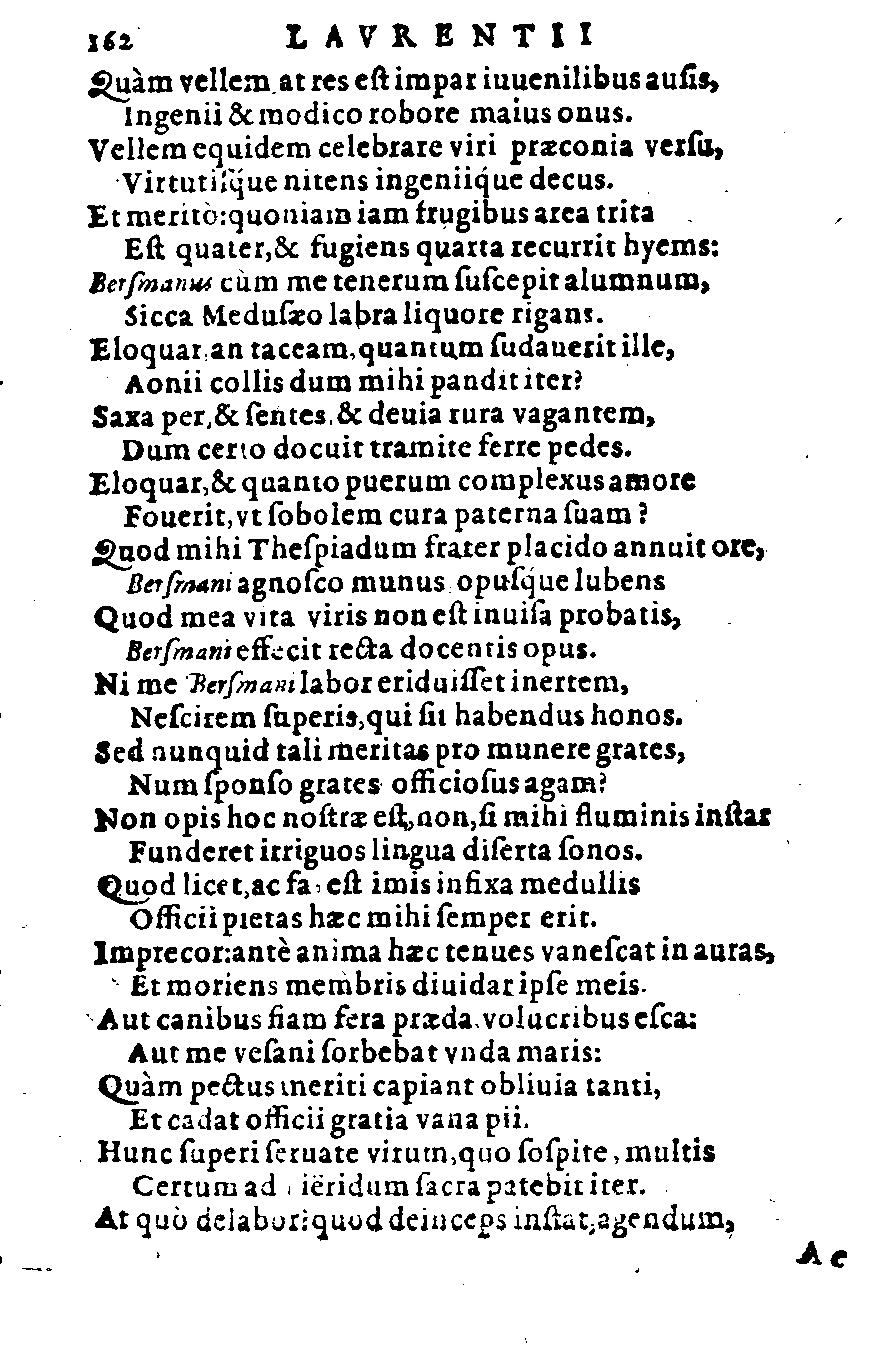 162 LAVRENTII
Quàm vellem, at res eſt impar iuuenilibus auſis,
Ingenii & modico robore maius onus.
Vellem equidem celebrare viri præconia verſu,
Virtutiſq́ue nitens ingeniiq́ue decus.
Et meritò: quoniam iam frugibus area trita
Eſt quater, & fugiens quarta recurrit hyems:
Berſmanus cùm me tenerum ſuſcepit alumnum,
Sicca Meduſæo labra liquore rigans.
Eloquar, an taceam, quantum ſudauerit ille,
Aonii collis dum mihi pandit iter?
Saxa per, & ſentes, & deuia rura vagantem,
Dum certo docuit tramite ferre pedes.
Eloquar, & quanto puerum complexus amore
Fouerit, vt ſobolem cura paterna ſuam?
Quod mihi Theſpiadum frater placido annuit ore,
Berſmani agnoſco munus opuſq́ue lubens
Quod mea vita viris non eſt inuiſa probatis,
Berſmani effecit recta docentis opus.
Ni me Berſmani labor eriduiſſet inertem,
Neſcirem ſuperis, qui ſit habendus honos.
Sed nunquid tali meritas pro munere grates,
Num ſponſo grates officioſus agam?
Non opis hoc noſtræ eſt, non, ſi mihi fluminis inſtar
Funderet irriguos lingua diſerta ſonos.
Quod licet, ac fas eſt imis infixa medullis
Officii pietas hæc mihi ſemper erit.
Imprecor: antè anima hæc tenues vaneſcat in auras,
Et moriens membris diuidar ipſe meis.
Aut canibus fiam fera præda, volucribus eſca:
Aut me veſani ſorbebat vnda maris:
Quàm pectus meriti capiant obliuia tanti,
Et cadat officii gratia vana pii.
Hunc ſuperi ſeruate virum, quo ſoſpite, multis
Certum ad iëridum ſacra patebit iter.
At quò delabor? quod deinceps inſtat, agendum,
Ac